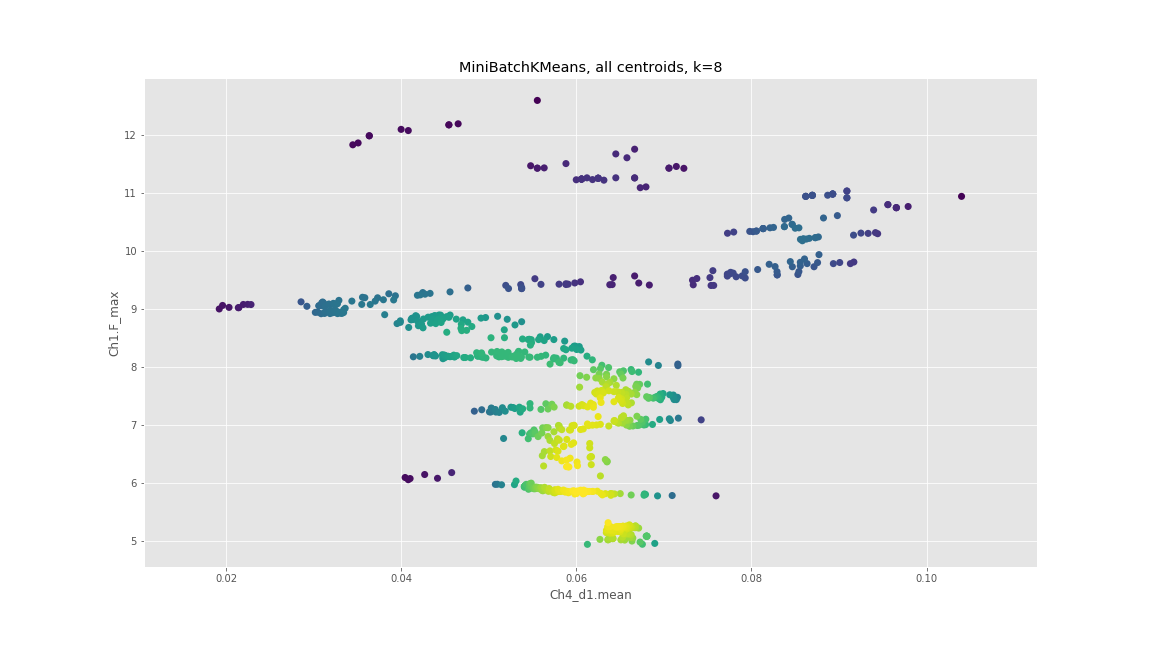 MiniBatchKMeans, all centroids, k=8
12
11
10
9
8
7
6
5
Ch1.F_max
0.02 0.04 0.06 0.08 0.10
Ch4_d1.mean